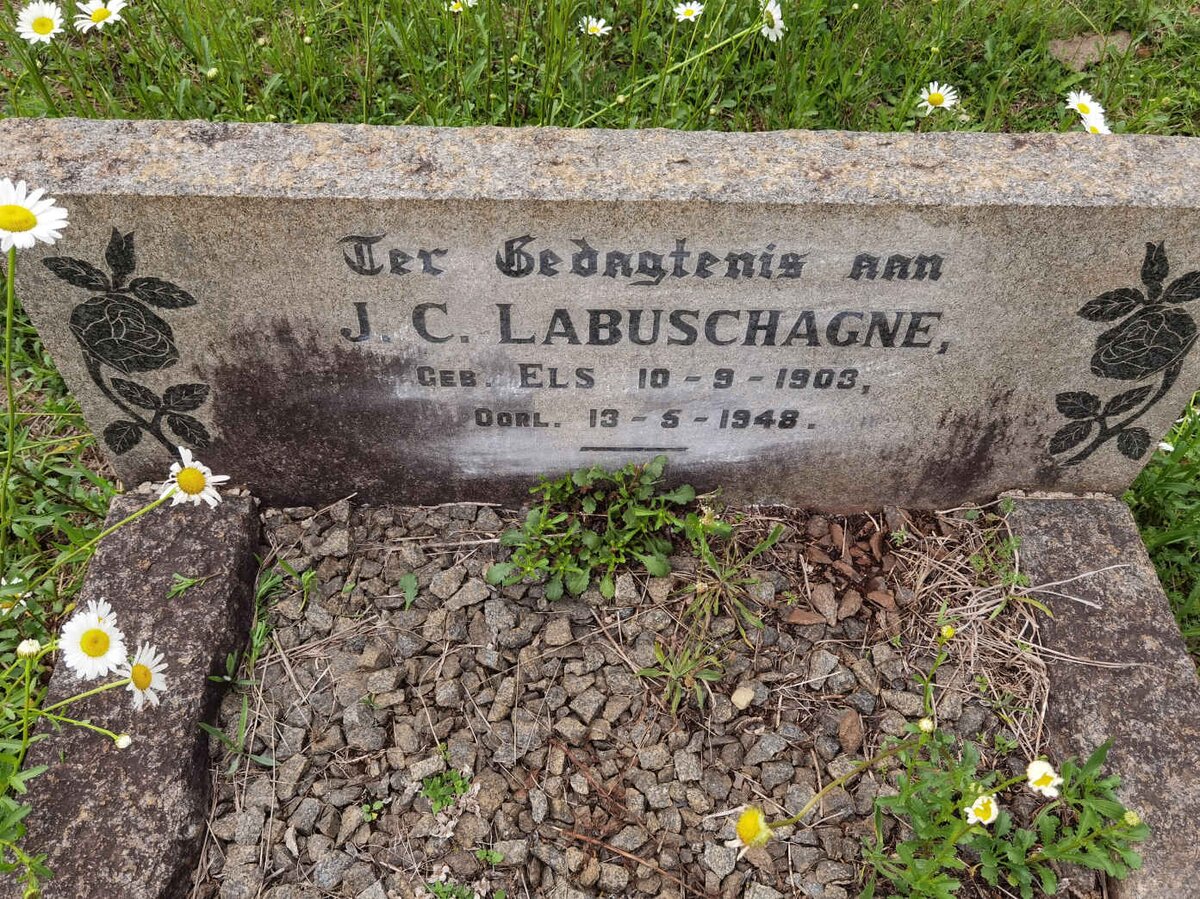 Ter Gedagtenis aan
J. C. LABUSCHAGNE,
GEB. ELS 10-9-1903,
OORL. 13-5-1948.